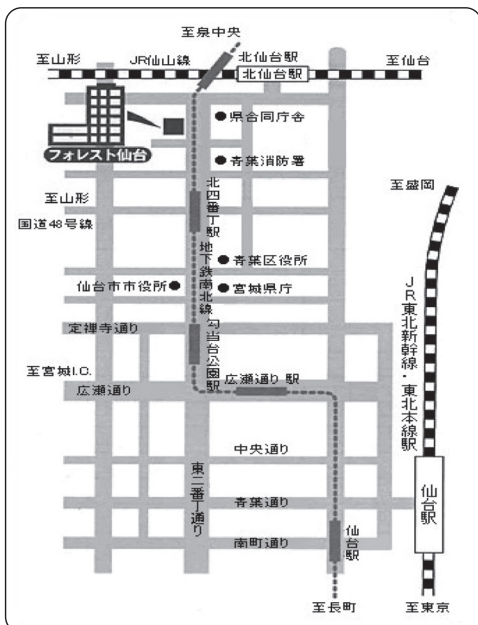 至泉中央
北仙台駅
至山形
JR仙山線
北仙台駅
至仙台
県合同庁舎
フォレスト仙台
青葉消防署
至盛岡
至山形
北四番丁駅
国道48号線
地下鉄南北線
青葉区役所
仙台市市役所
宮城県庁
JR東北新幹線・東北本線駅
定禅寺通り
勾当台公園駅
至宮城I.C.
広瀬通り 駅
広瀬通り
中央通り
東二番丁通り
青葉通り
仙台駅
南町通り
仙台駅
至長町
至東京